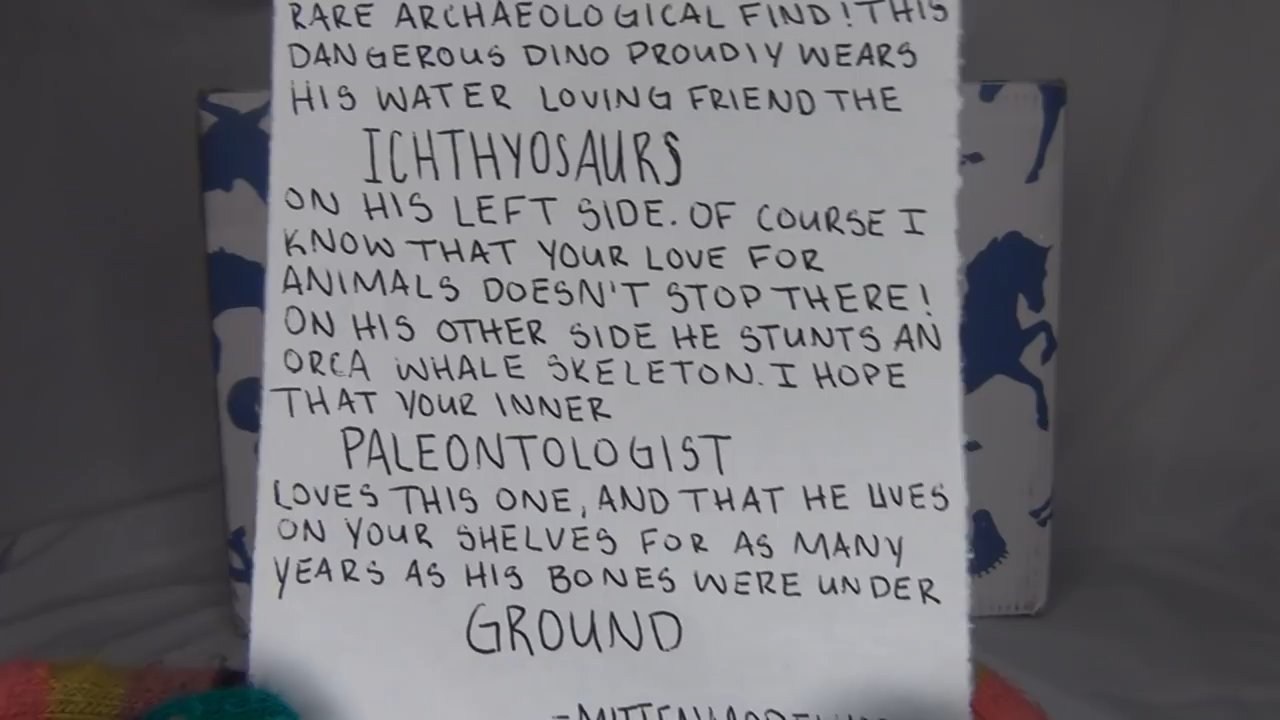 RARE ARCHAEOLOGICAL FIND! THIS
DANGEROUS DINO PROUDLY WEARS
HIS WATER LOVING FRIEND THE
ICHTHYOSAURS
ON HIS LEFT SIDE. OF COURSE I
KNOW THAT YOUR LOVE FOR
ANIMALS DOESN'T STOP THERE!
ON HIS OTHER SIDE HE STUNTS AN
ORCA WHALE SKELETON. I HOPE
THAT YOUR INNER
PALEONTOLOGIST
LOVES THIS ONE, AND THAT HE LIVES
ON YOUR SHELVES FOR AS MANY
YEARS AS HIS BONES WERE UNDER
GROUND